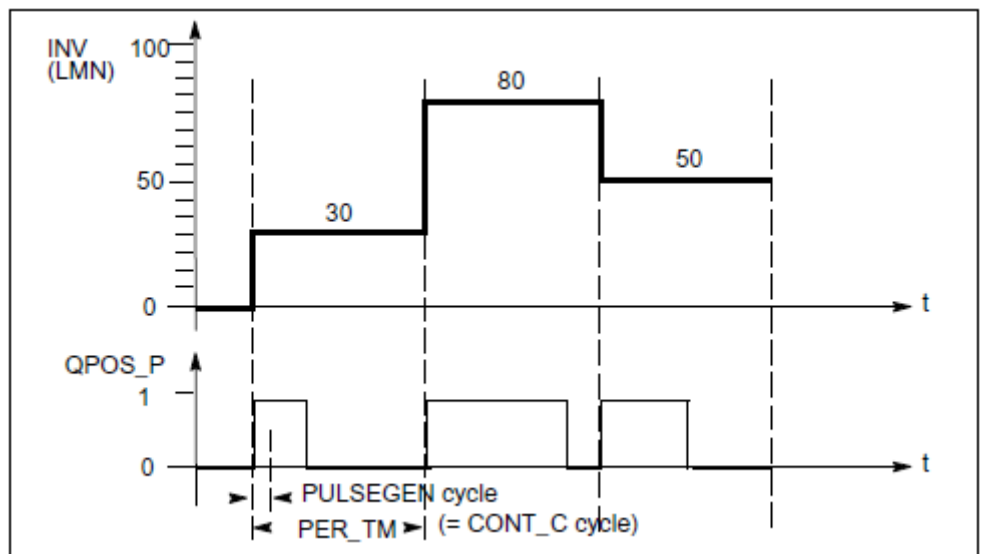 INV
(LMN)
100
80
50
50
30
0
t
QPOS_P
1
0
t
PULSEGEN cycle
(= CONT_C cycle)
PER_TM